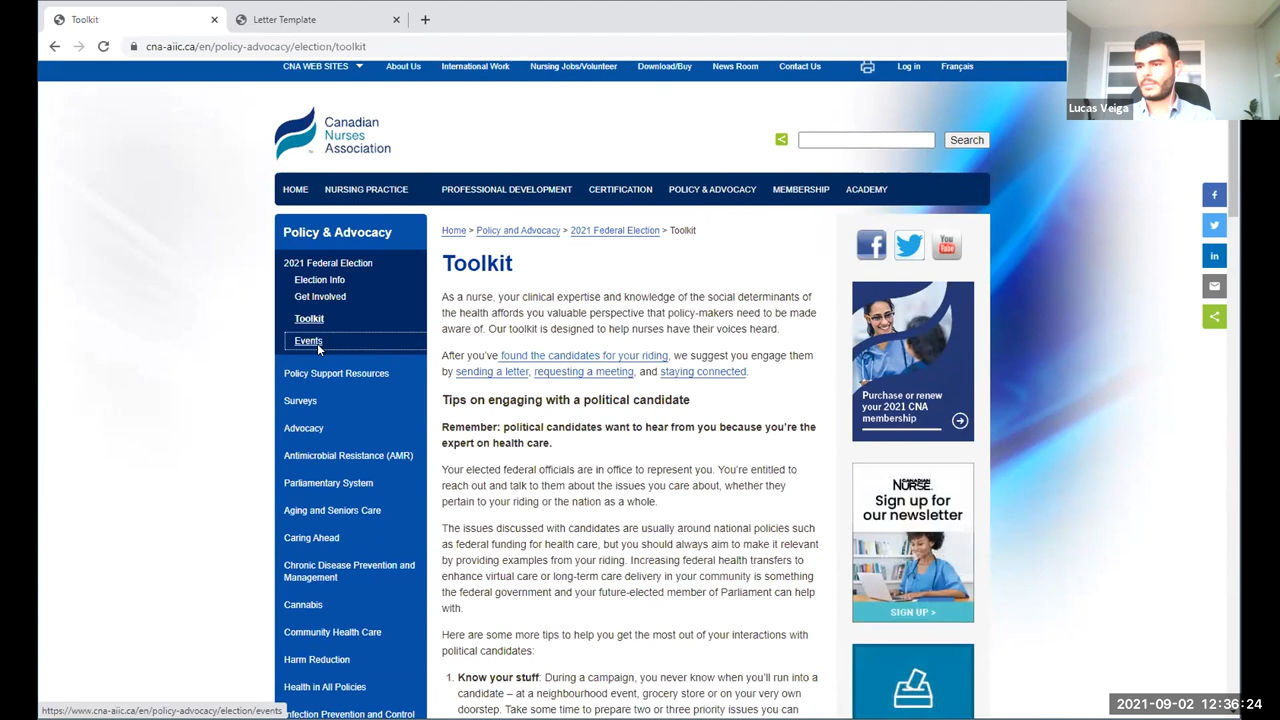 Toolkit
Letter Template
cna-aiic.ca/en/policy-advocacy/election/toolkit
CNA WEB SITES
About Us
International Work
Nursing Jobs/Volunteer
Download/Buy
News Room
Contact Us
Log in
Français
Lucas Veiga
Canadian
Nurses
Association
Search
HOME
NURSING PRACTICE
PROFESSIONAL DEVELOPMENT
CERTIFICATION
POLICY & ADVOCACY
MEMBERSHIP
ACADEMY
Policy & Advocacy
2021 Federal Election
Election Info
Get Involved
Toolkit
Events
Policy Support Resources
Surveys
Advocacy
Antimicrobial Resistance (AMR)
Parliamentary System
Aging and Seniors Care
Caring Ahead
Chronic Disease Prevention and
Management
Cannabis
Community Health Care
Harm Reduction
Health in All Policies
Infection Prevention and Control
Home > Policy and Advocacy > 2021 Federal Election > Toolkit
Toolkit
As a nurse, your clinical expertise and knowledge of the social determinants of
the health affords you valuable perspective that policy-makers need to be made
aware of. Our toolkit is designed to help nurses have their voices heard.
After you've found the candidates for your riding, we suggest you engage them
by sending a letter, requesting a meeting, and staying connected.
Tips on engaging with a political candidate
Remember: political candidates want to hear from you because you're the
expert on health care.
Your elected federal officials are in office to represent you. You're entitled to
reach out and talk to them about the issues you care about, whether they
pertain to your riding or the nation as a whole.
The issues discussed with candidates are usually around national policies such
as federal funding for health care, but you should always aim to make it relevant
by providing examples from your riding. Increasing federal health transfers to
enhance virtual care or long-term care delivery in your community is something
the federal government and your future-elected member of Parliament can help
with.
Here are some more tips to help you get the most out of your interactions with
political candidates:
1. Know your stuff: During a campaign, you never know when you'll run into a
candidate – at a neighbourhood event, grocery store or on your very own
doorstep. Take some time to prepare two or three priority issues you can
You
Tube
Purchase or renew
your 2021 CNA
membership
CANADIAN
NURSE
Sign up for
our newsletter
SIGN UP >
https://www.cna-aiic.ca/en/policy-advocacy/election/events
2021-09-02 12:36:24